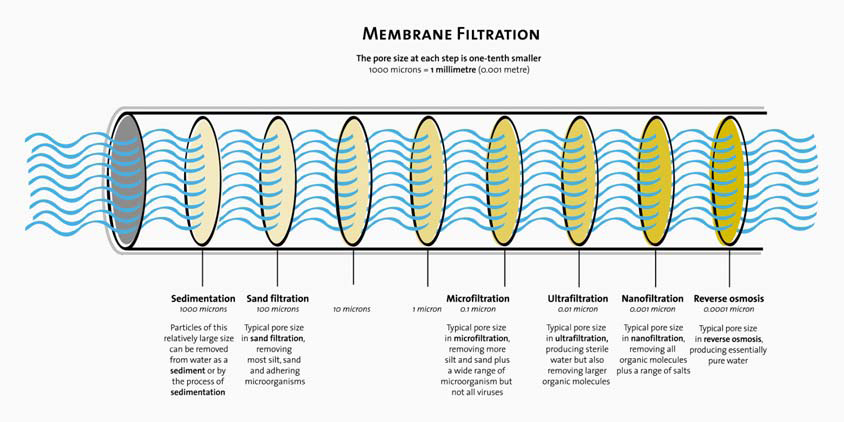 Membrane Filtration
The pore size at each step is one-tenth smaller
1000 microns = 1 millimetre (0.001 metre)
Sedimentation
1000 microns
Particles of this
relatively large size
can be removed
from water as a
sediment or by
the process of
sedimentation
Sand filtration
100 microns
Typical pore size
in sand filtration,
removing
most silt, sand
and adhering
microorganisms
10 microns
1 micron
Microfiltration
0.1 micron
Typical pore size
in microfiltration,
removing more
silt and sand plus
a wide range of
microorganism but
not all viruses
Ultrafiltration
0.01 micron
Typical pore size
in ultrafiltration,
producing sterile
water but also
removing larger
organic molecules
Nanofiltration
0.001 micron
Typical pore size
in nanofiltration,
removing all
organic molecules
plus a range of salts
Reverse osmosis
0.0001 micron
Typical pore size
in reverse osmosis,
producing essentially
pure water